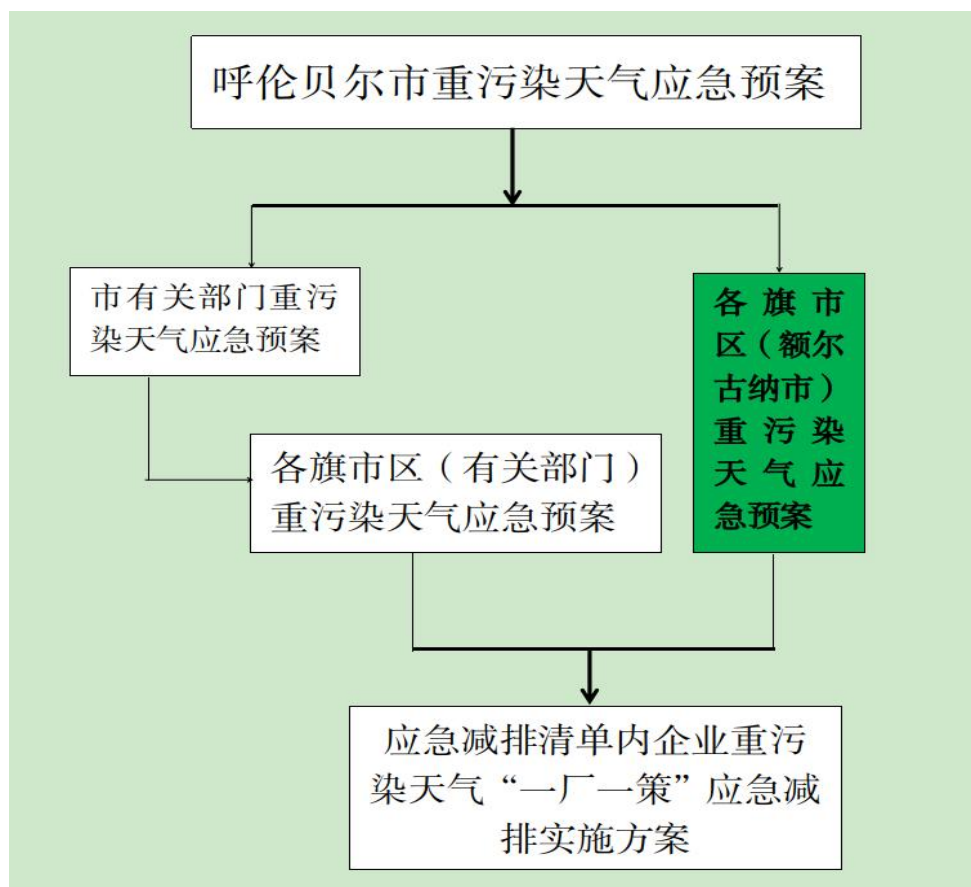 呼伦贝尔市重污染天气应急预案
市有关部门重污
染天气应急预案
各旗市
区（额尔
古纳市）
重污染
天气应
急预案
各旗市区（有关部门）
重污染天气应急预案
应急减排清单内企业重污
染天气“一厂一策”应急减
排实施方案